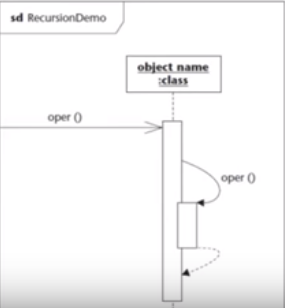 sd RecursionDemo
object name
:class
oper ()
oper ()